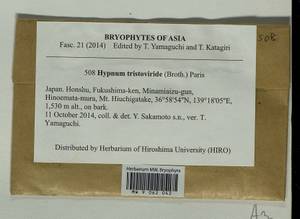 BRYOPHYTES OF ASIA
Fasc. 21 (2014) Edited by T. Yamaguchi and T. Katagiri
508 Hypnum tristoviride (Broth.) Paris
Japan. Honshu, Fukushima-ken, Minamiaizu-gun,
Hinoemata-mura, Mt. Hiuchigatake, 36°58'54"N, 139°18'05"E,
1,530 m alt., on bark.
11 October 2014, coll. & det. Y. Sakamoto s.n., ver. T.
Yamaguchi.
Distributed by Herbarium of Hiroshima University (HIRO)
508
Herbarium MW, Bryophyta